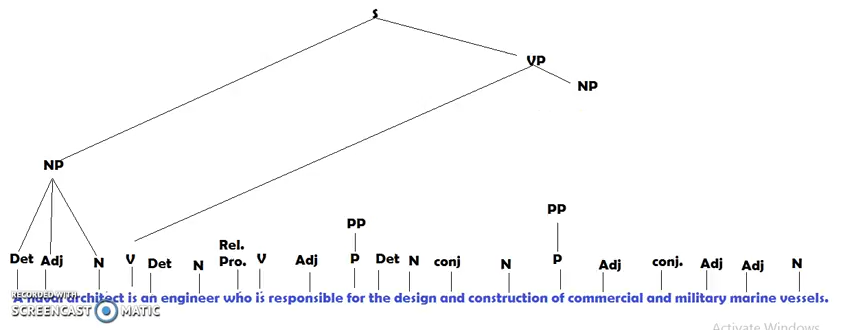 S
VP
NP
NP
PP
PP
Rel.
Det Adj N V Det N Pro. V Adj P Det N conj N P Adj conj. Adj Adj N
A naval architect is an engineer who is responsible for the design and construction of commercial and military marine vessels.
RECORDED WITH
SCREENCAST MATIC
Activate Windows